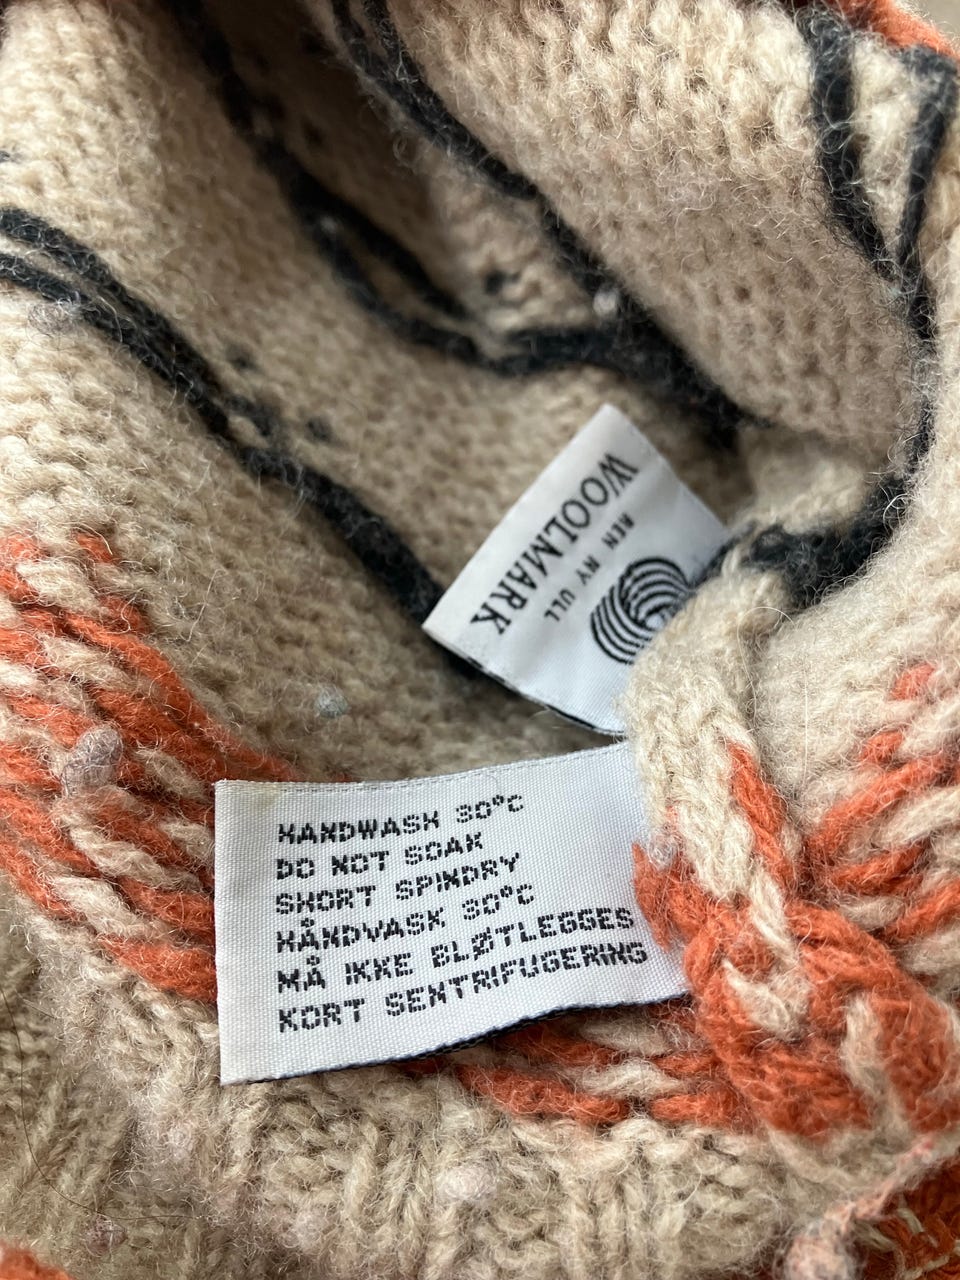 WOOLMARK
REN NY ULL
HANDWASH 30°C
DO NOT SOAK
SHORT SPINDRY
HÅNDVASK 30°C
MÅ IKKE BLØTLEGGES
KORT SENTRIFUGERING